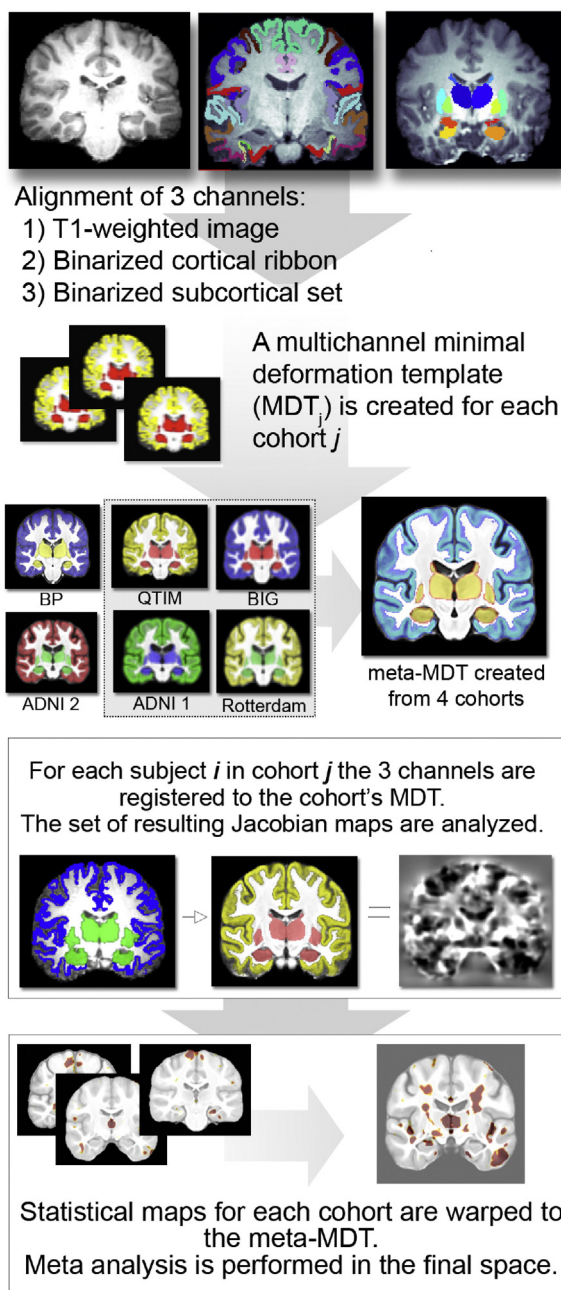 Alignment of 3 channels:
1) T1-weighted image
2) Binarized cortical ribbon
3) Binarized subcortical set
A multichannel minimal
deformation template
(MDTj) is created for each
cohort j
BP
QTIM
BIG
ADNI 2
ADNI 1
Rotterdam
meta-MDT created
from 4 cohorts
For each subject i in cohort j the 3 channels are
registered to the cohort's MDT.
The set of resulting Jacobian maps are analyzed.
Statistical maps for each cohort are warped to
the meta-MDT.
Meta analysis is performed in the final space.